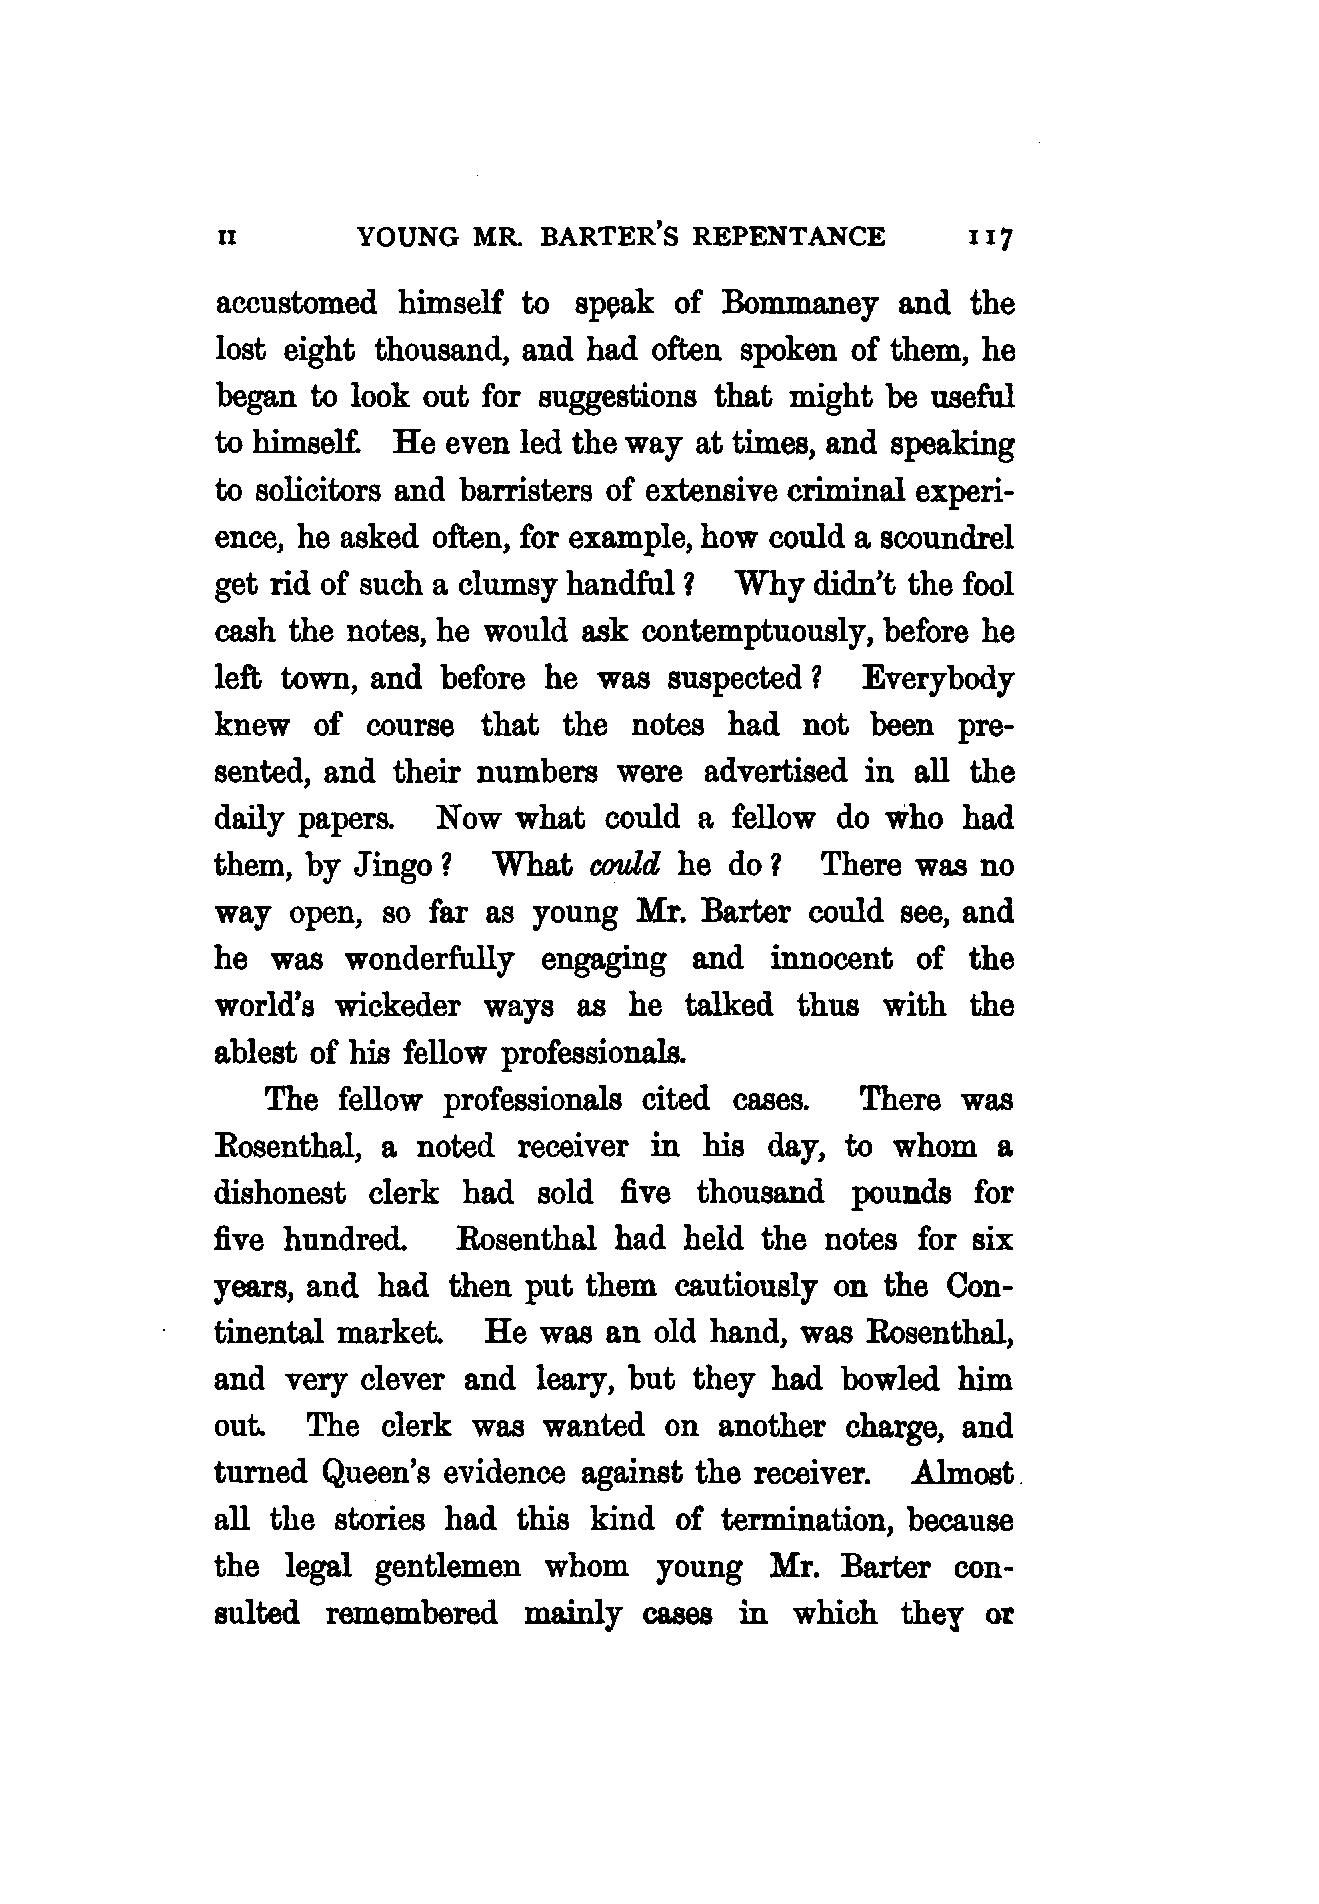 II YOUNG MR. BARTER'S REPENTANCE 117
accustomed himself to speak of Bommaney and the
lost eight thousand, and had often spoken of them, he
began to look out for suggestions that might be useful
to himself. He even led the way at times, and speaking
to solicitors and barristers of extensive criminal experi-
ence, he asked often, for example, how could a scoundrel
get rid of such a clumsy handful? Why didn't the fool
cash the notes, he would ask contemptuously, before he
left town, and before he was suspected? Everybody
knew of course that the notes had not been pre-
sented, and their numbers were advertised in all the
daily papers. Now what could a fellow do who had
them, by Jingo? What could he do? There was no
way open, so far as young Mr. Barter could see, and
he was wonderfully engaging and innocent of the
world's wickeder ways as he talked thus with the
ablest of his fellow professionals.
The fellow professionals cited cases. There was
Rosenthal, a noted receiver in his day, to whom a
dishonest clerk had sold five thousand pounds for
five hundred. Rosenthal had held the notes for six
years, and had then put them cautiously on the Con-
tinental market. He was an old hand, was Rosenthal,
and very clever and leary, but they had bowled him
out. The clerk was wanted on another charge, and
turned Queen's evidence against the receiver. Almost
all the stories had this kind of termination, because
the legal gentlemen whom young Mr. Barter con-
sulted remembered mainly cases in which they or